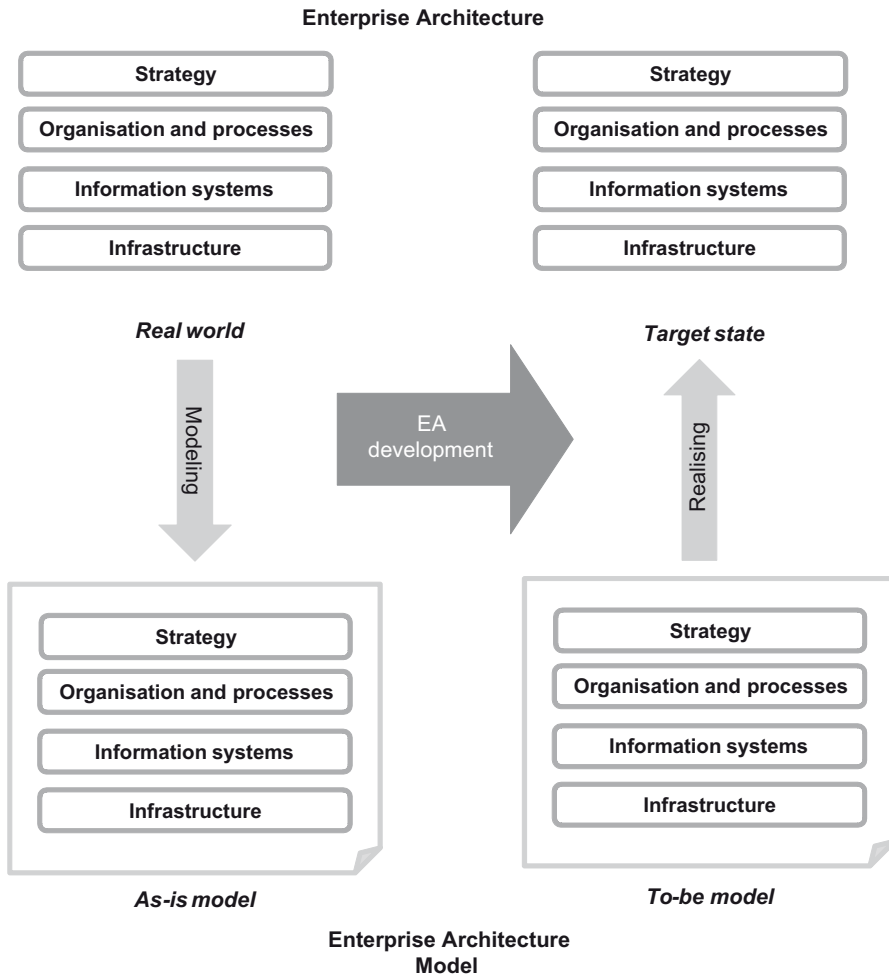 Enterprise Architecture
Strategy
Organisation and processes
Information systems
Infrastructure
Real world
Strategy
Organisation and processes
Information systems
Infrastructure
Target state
Modeling
EA
development
Realising
Strategy
Organisation and processes
Information systems
Infrastructure
As-is model
Strategy
Organisation and processes
Information systems
Infrastructure
To-be model
Enterprise Architecture
Model